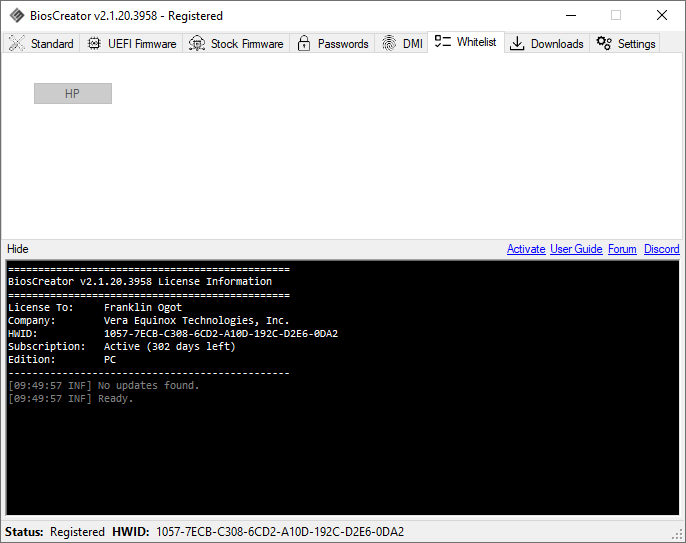 BiosCreator v2.1.20.3958 - Registered
Standard UEFI Firmware Stock Firmware Passwords DMI Whitelist Downloads Settings
HP
Hide Activate User Guide Forum Discord
===============================================
BiosCreator v2.1.20.3958 License Information
===============================================
License To: Franklin Ogot
Company: Vera Equinox Technologies, Inc.
HWID: 1057-7ECB-C308-6CD2-A10D-192C-D2E6-0DA2
Subscription: Active (302 days left)
Edition: PC
-----------------------------------------------
[09:49:57 INF] No updates found.
[09:49:57 INF] Ready.
Status: Registered HWID: 1057-7ECB-C308-6CD2-A10D-192C-D2E6-0DA2